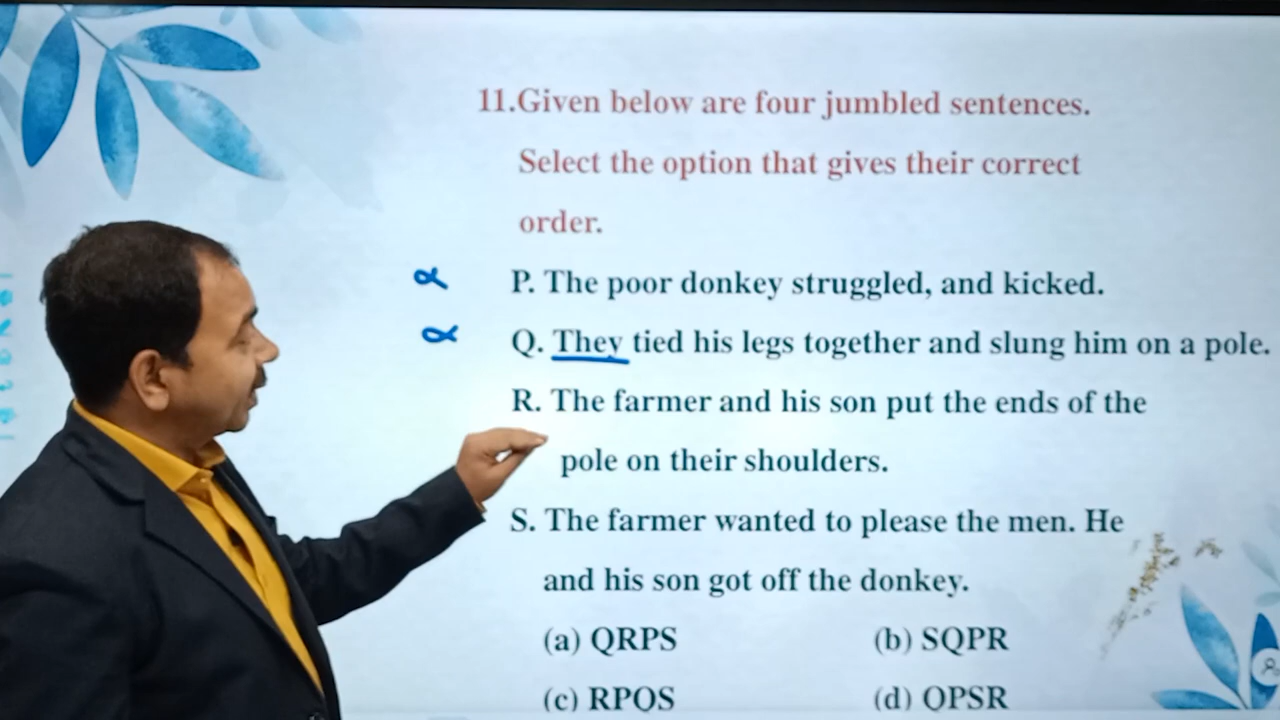 11.Given below are four jumbled sentences.
Select the option that gives their correct
order.
P. The poor donkey struggled, and kicked.
Q. They tied his legs together and slung him on a pole.
R. The farmer and his son put the ends of the
pole on their shoulders.
S. The farmer wanted to please the men. He
and his son got off the donkey.
(a) QRPS (b) SQPR
(c) RPQS (d) QPSR